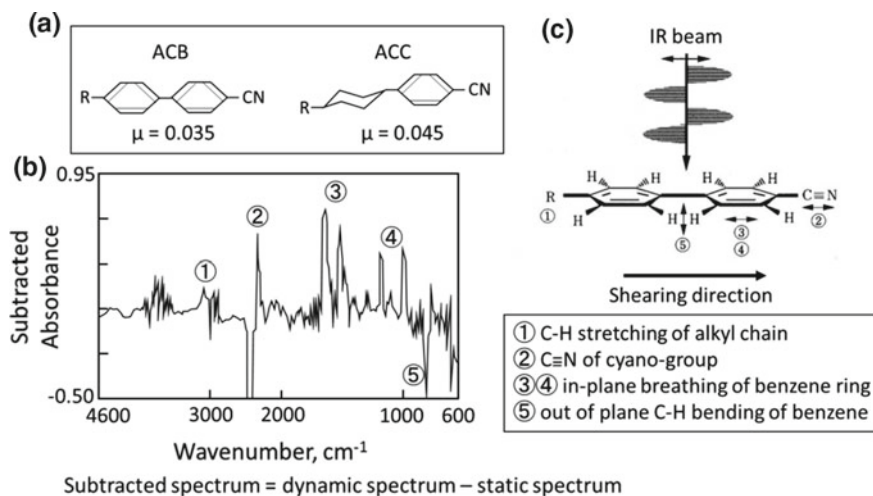 (a)
ACB
ACC
R
CN
R
CN
μ = 0.035
μ = 0.045
(b)
0.95
Subtracted
Absorbance
-0.50
①
②
③
④
⑤
4600
3000
2000
1000
600
Wavenumber, cm⁻¹
Subtracted spectrum = dynamic spectrum – static spectrum
(c)
IR beam
H H H H
R C≡N
① ②
H H H H
③
⑤ ④
Shearing direction
① C-H stretching of alkyl chain
② C≡N of cyano-group
③④ in-plane breathing of benzene ring
⑤ out of plane C-H bending of benzene